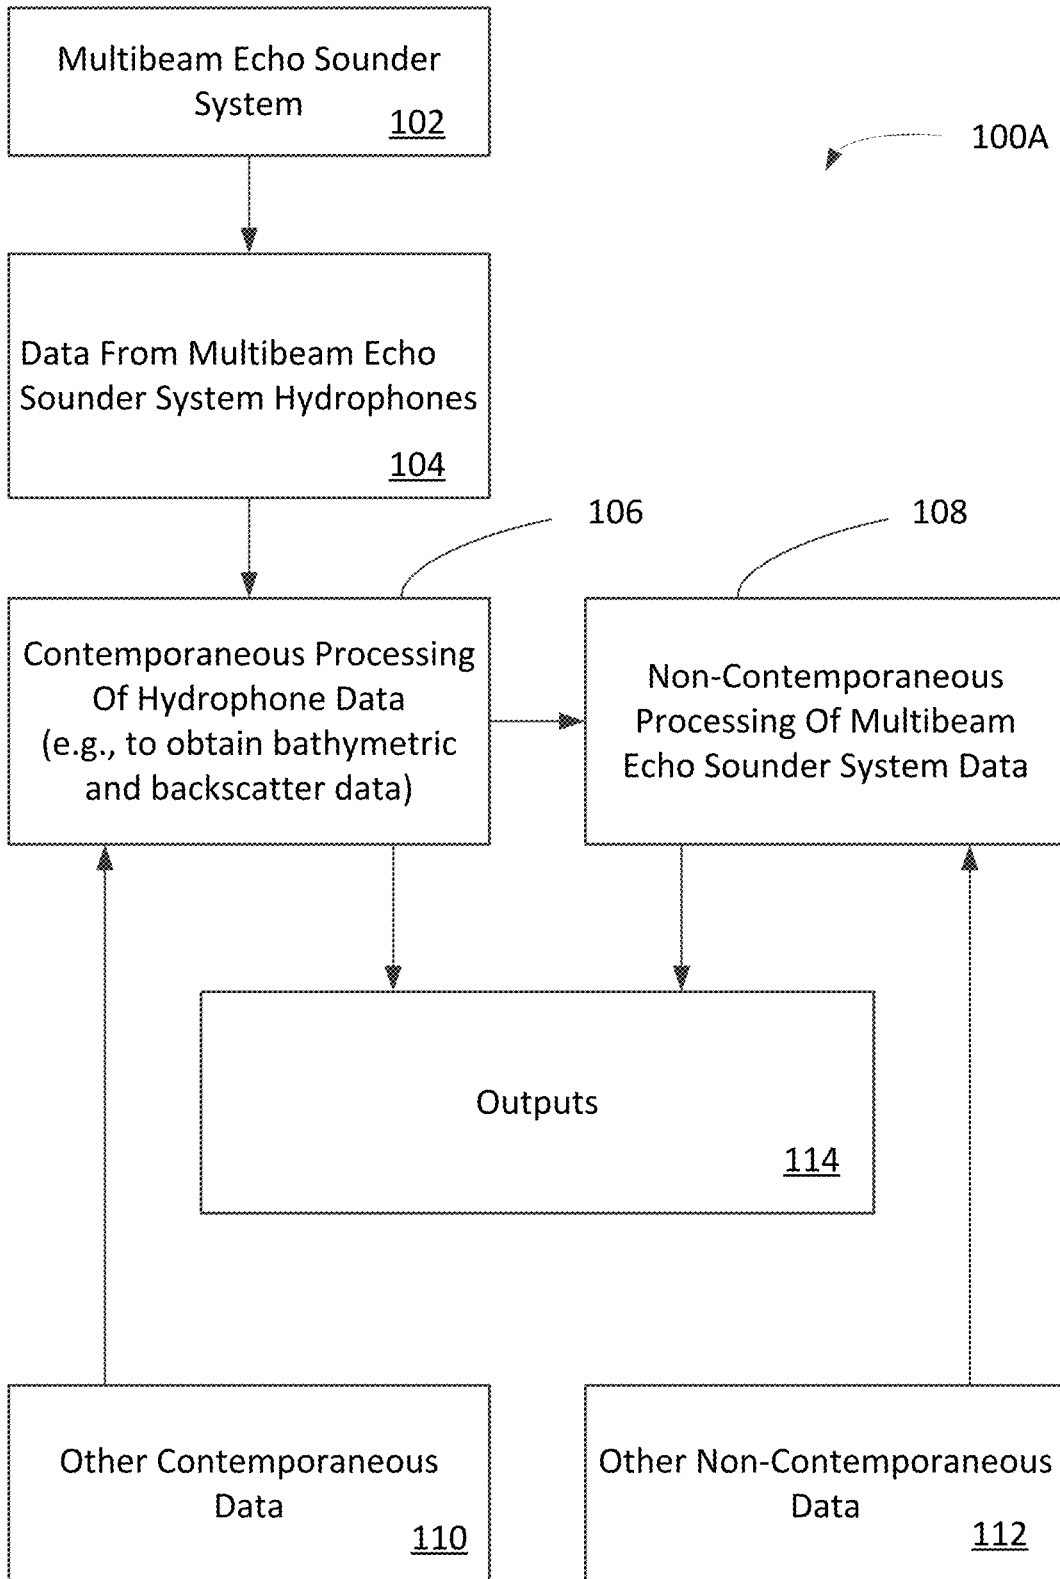 Multibeam Echo Sounder
System
102
100A
Data From Multibeam Echo
Sounder System Hydrophones
104
106
108
Contemporaneous Processing
Of Hydrophone Data
(e.g., to obtain bathymetric
and backscatter data)
Non-Contemporaneous
Processing Of Multibeam
Echo Sounder System Data
Outputs
114
Other Contemporaneous
Data
110
Other Non-Contemporaneous
Data
112